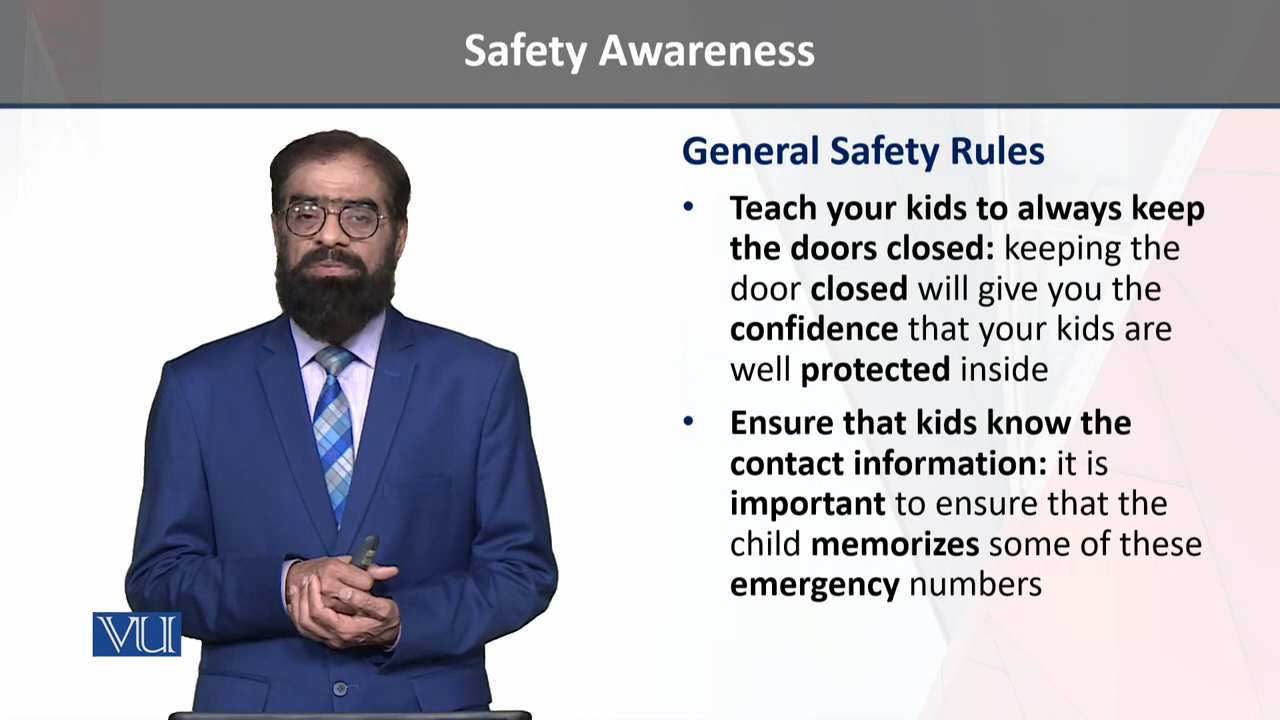 Safety Awareness
General Safety Rules
• Teach your kids to always keep
the doors closed: keeping the
door closed will give you the
confidence that your kids are
well protected inside
• Ensure that kids know the
contact information: it is
important to ensure that the
child memorizes some of these
emergency numbers
VU